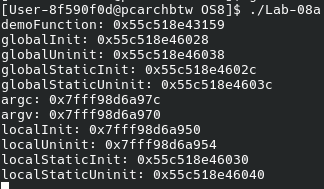 [User-8f590f0d@pcarchbtw OS8]$ ./Lab-08a
demoFunction: 0x55c518e43159
globalInit: 0x55c518e46028
globalUninit: 0x55c518e46038
globalStaticInit: 0x55c518e4602c
globalStaticUninit: 0x55c518e4603c
argc: 0x7fff98d6a97c
argv: 0x7fff98d6a970
localInit: 0x7fff98d6a950
localUninit: 0x7fff98d6a954
localStaticInit: 0x55c518e46030
localStaticUninit: 0x55c518e46040